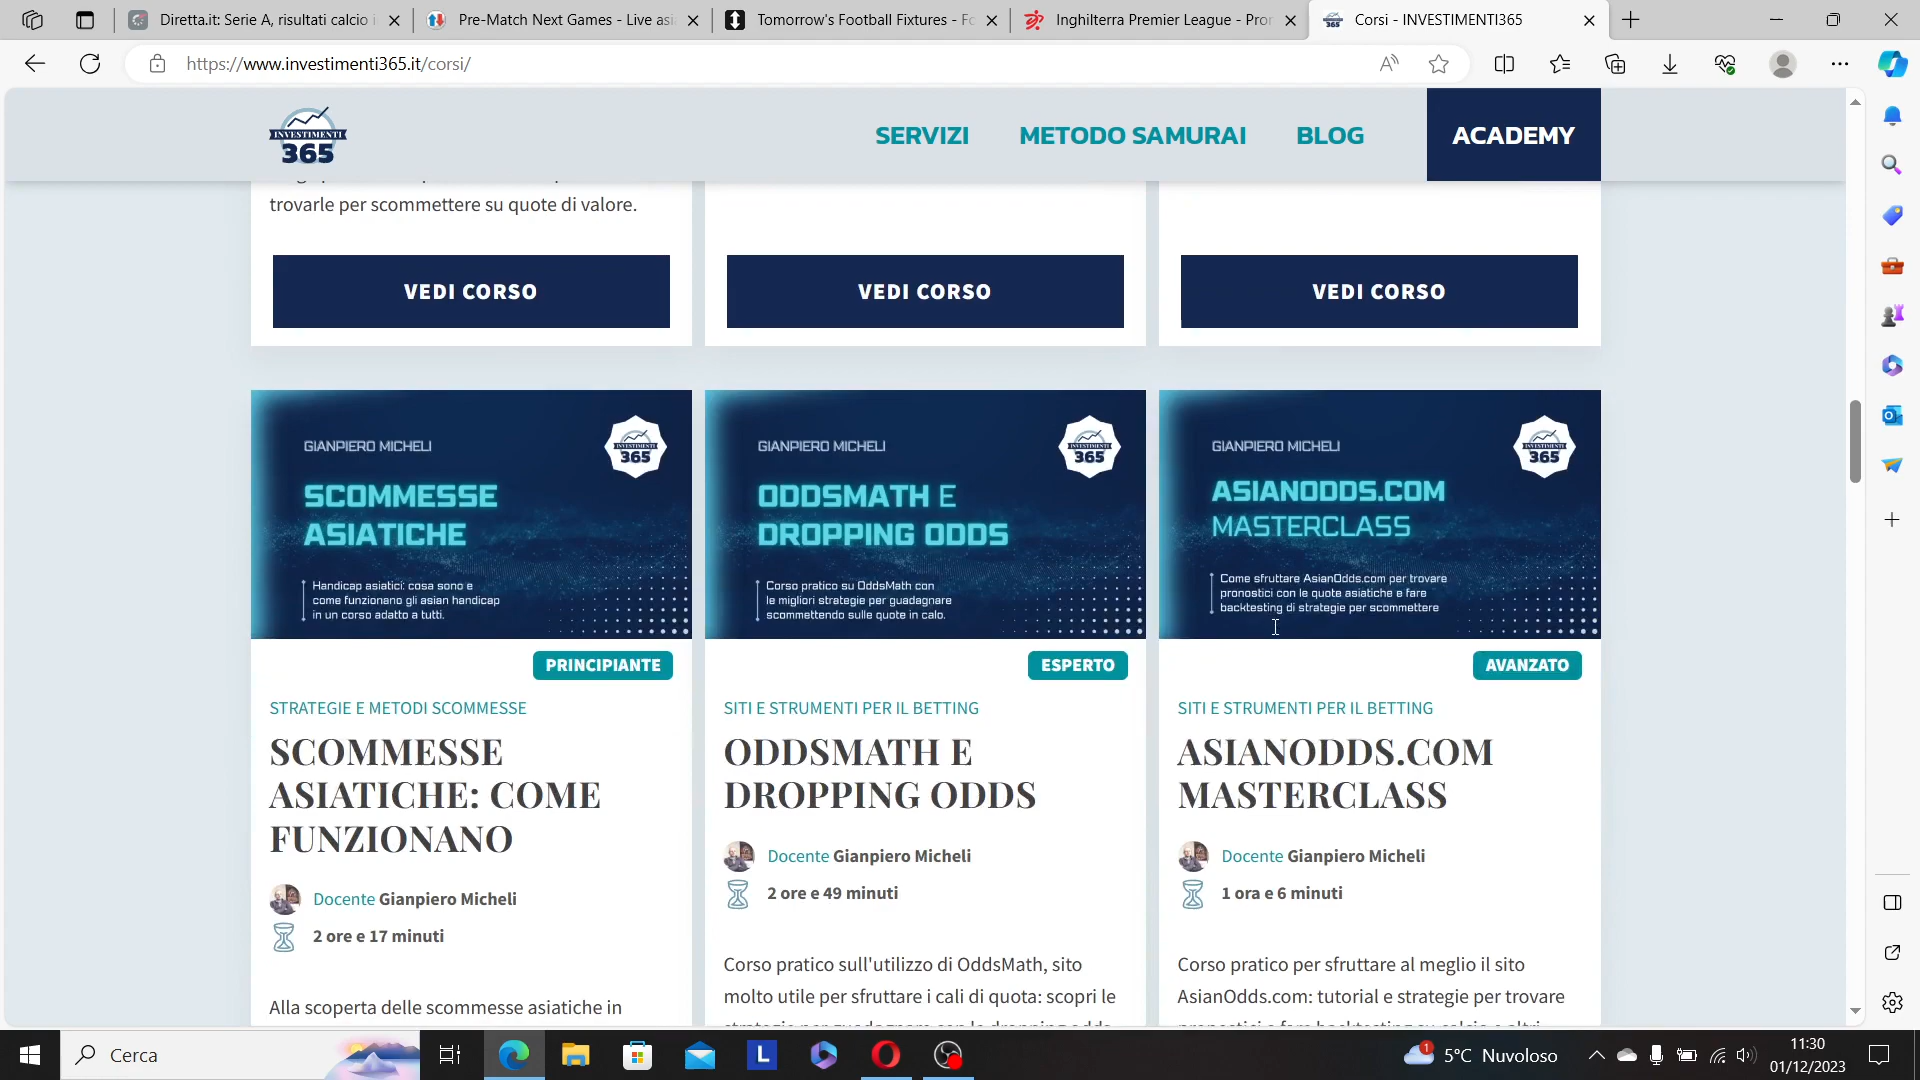 Diretta.it: Serie A, risultati calcio i
Pre-Match Next Games - Live asi
Tomorrow's Football Fixtures - Fo
Inghilterra Premier League - Pro
Corsi - INVESTIMENTI365
https://www.investimenti365.it/corsi/
INVESTIMENTI
365
SERVIZI
METODO SAMURAI
BLOG
ACADEMY
trovarle per scommettere su quote di valore.
VEDI CORSO
VEDI CORSO
VEDI CORSO
GIANPIERO MICHELI
INVESTIMENTI
365
SCOMMESSE
ASIATICHE
Handicap asiatici: cosa sono e
come funzionano gli asian handicap
in un corso adatto a tutti.
PRINCIPIANTE
STRATEGIE E METODI SCOMMESSE
SCOMMESSE
ASIATICHE: COME
FUNZIONANO
Docente Gianpiero Micheli
2 ore e 17 minuti
Alla scoperta delle scommesse asiatiche in
GIANPIERO MICHELI
INVESTIMENTI
365
ODDSMATH E
DROPPING ODDS
Corso pratico su OddsMath con
le migliori strategie per guadagnare
scommettendo sulle quote in calo.
ESPERTO
SITI E STRUMENTI PER IL BETTING
ODDSMATH E
DROPPING ODDS
Docente Gianpiero Micheli
2 ore e 49 minuti
Corso pratico sull'utilizzo di OddsMath, sito
molto utile per sfruttare i cali di quota: scopri le
GIANPIERO MICHELI
INVESTIMENTI
365
ASIANODDS.COM
MASTERCLASS
Come sfruttare AsianOdds.com per trovare
pronostici con le quote asiatiche e fare
backtesting di strategie per scommettere
AVANZATO
SITI E STRUMENTI PER IL BETTING
ASIANODDS.COM
MASTERCLASS
Docente Gianpiero Micheli
1 ora e 6 minuti
Corso pratico per sfruttare al meglio il sito
AsianOdds.com: tutorial e strategie per trovare
Cerca
L
1
5°C Nuvoloso
11:30
01/12/2023